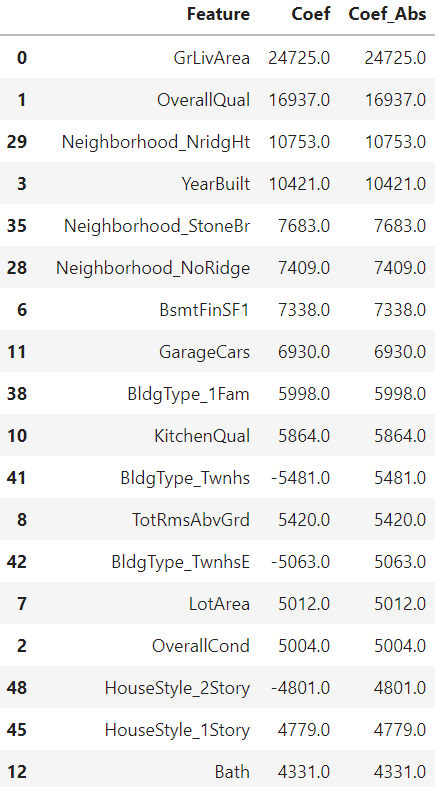 Feature Coef Coef_Abs
0 GrLivArea 24725.0 24725.0
1 OverallQual 16937.0 16937.0
29 Neighborhood_NridgHt 10753.0 10753.0
3 YearBuilt 10421.0 10421.0
35 Neighborhood_StoneBr 7683.0 7683.0
28 Neighborhood_NoRidge 7409.0 7409.0
6 BsmtFinSF1 7338.0 7338.0
11 GarageCars 6930.0 6930.0
38 BldgType_1Fam 5998.0 5998.0
10 KitchenQual 5864.0 5864.0
41 BldgType_Twnhs -5481.0 5481.0
8 TotRmsAbvGrd 5420.0 5420.0
42 BldgType_TwnhsE -5063.0 5063.0
7 LotArea 5012.0 5012.0
2 OverallCond 5004.0 5004.0
48 HouseStyle_2Story -4801.0 4801.0
45 HouseStyle_1Story 4779.0 4779.0
12 Bath 4331.0 4331.0